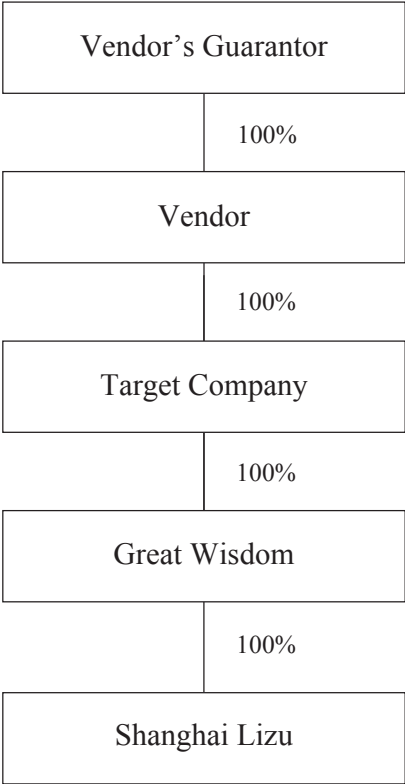 Vendor’s Guarantor
100%
Vendor
100%
Target Company
100%
Great Wisdom
100%
Shanghai Lizu